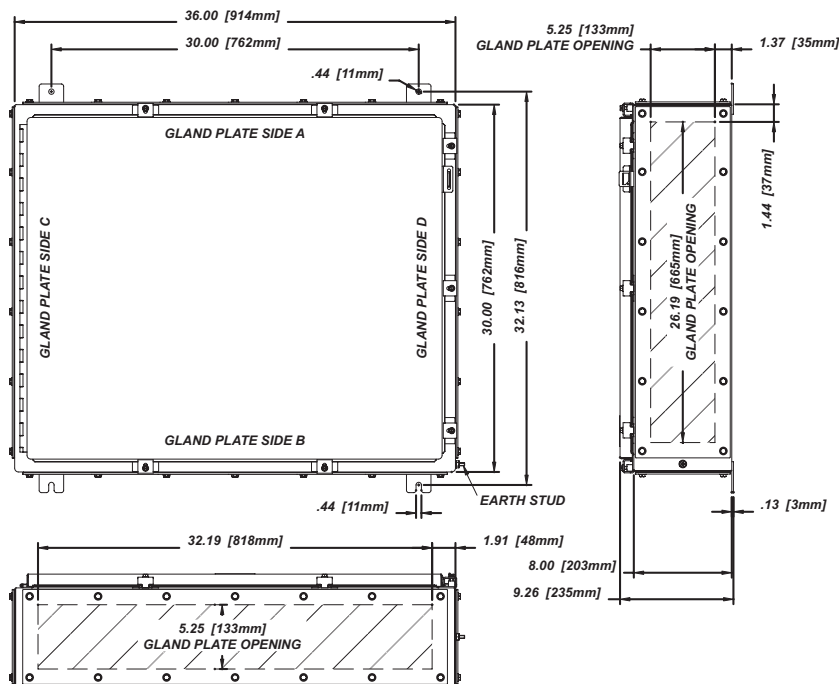 36.00 [914mm]
30.00 [762mm]
.44 [11mm]
5.25 [133mm]
GLAND PLATE OPENING
1.37 [35mm]
GLAND PLATE SIDE A
GLAND PLATE SIDE C
GLAND PLATE SIDE D
30.00 [762mm]
32.13 [816mm]
1.44 [37mm]
26.19 [665mm]
GLAND PLATE OPENING
GLAND PLATE SIDE B
EARTH STUD
.44 [11mm]
.13 [3mm]
32.19 [818mm]
1.91 [48mm]
8.00 [203mm]
9.26 [235mm]
5.25 [133mm]
GLAND PLATE OPENING